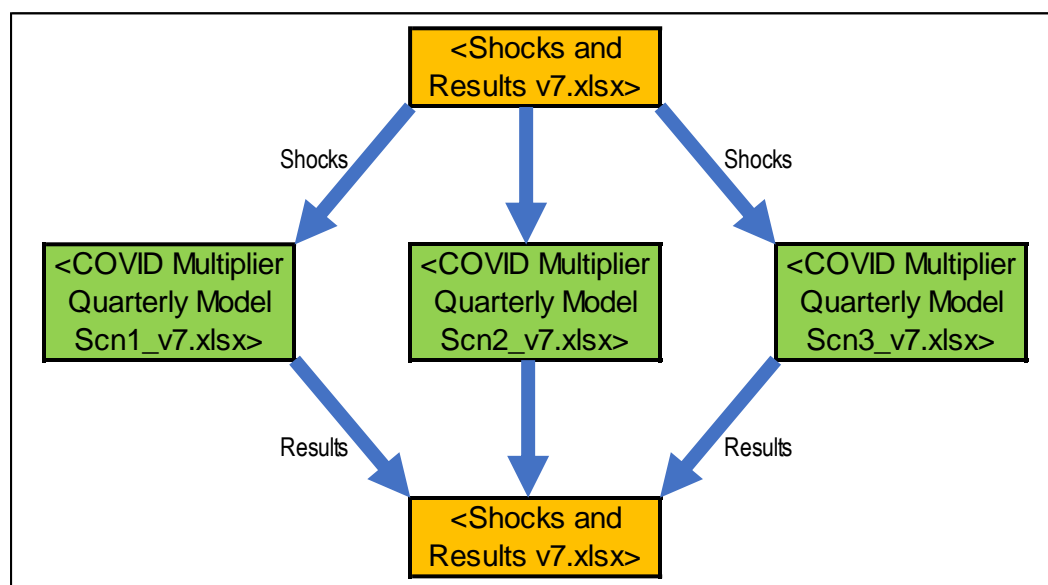 <Shocks and
Results v7.xlsx>
Shocks
Shocks
<COVID Multiplier
Quarterly Model
Scn1_v7.xlsx>
<COVID Multiplier
Quarterly Model
Scn2_v7.xlsx>
<COVID Multiplier
Quarterly Model
Scn3_v7.xlsx>
Results
Results
<Shocks and
Results v7.xlsx>